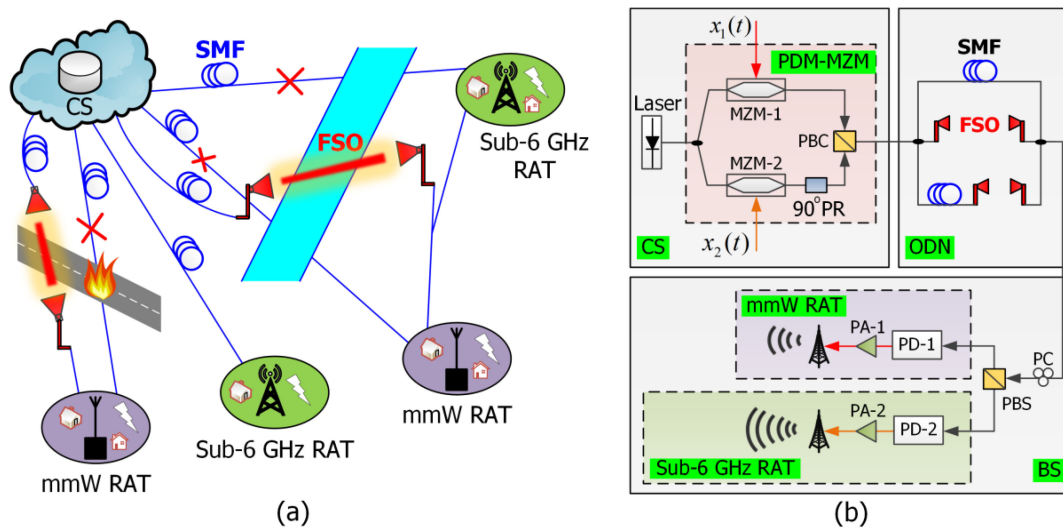 SMF
CS
Sub-6 GHz
RAT
FSO
mmW RAT
Sub-6 GHz RAT
mmW RAT
(a)
x₁(t)
PDM-MZM
SMF
Laser
MZM-1
PBC
FSO
MZM-2
90°PR
x₂(t)
CS
ODN
mmW RAT
PA-1
PD-1
PC
PBS
PA-2
PD-2
Sub-6 GHz RAT
BS
(b)